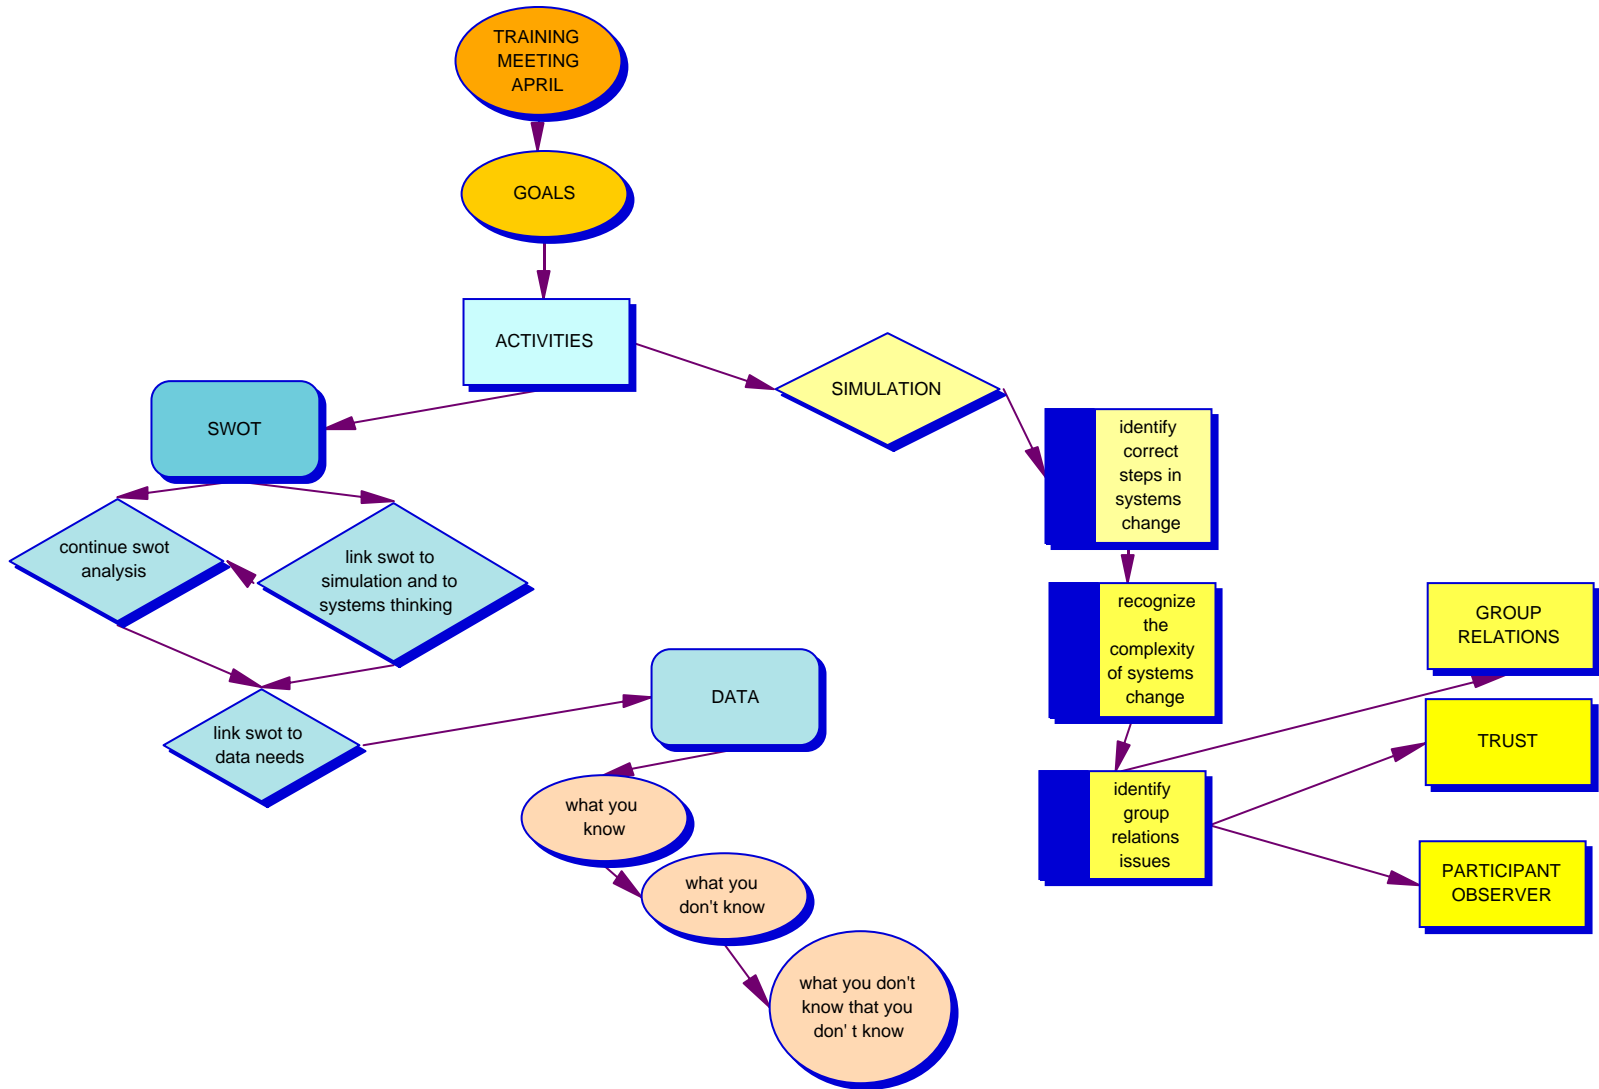 TRAINING
MEETING
APRIL
GOALS
ACTIVITIES
SIMULATION
SWOT
identify
correct
steps in
systems
change
continue swot
analysis
link swot to
simulation and to
systems thinking
recognize
the
complexity
of systems
change
GROUP
RELATIONS
DATA
TRUST
link swot to
data needs
identify
group
relations
issues
what you
know
PARTICIPANT
OBSERVER
what you
don't know
what you don't
know that you
don' t know